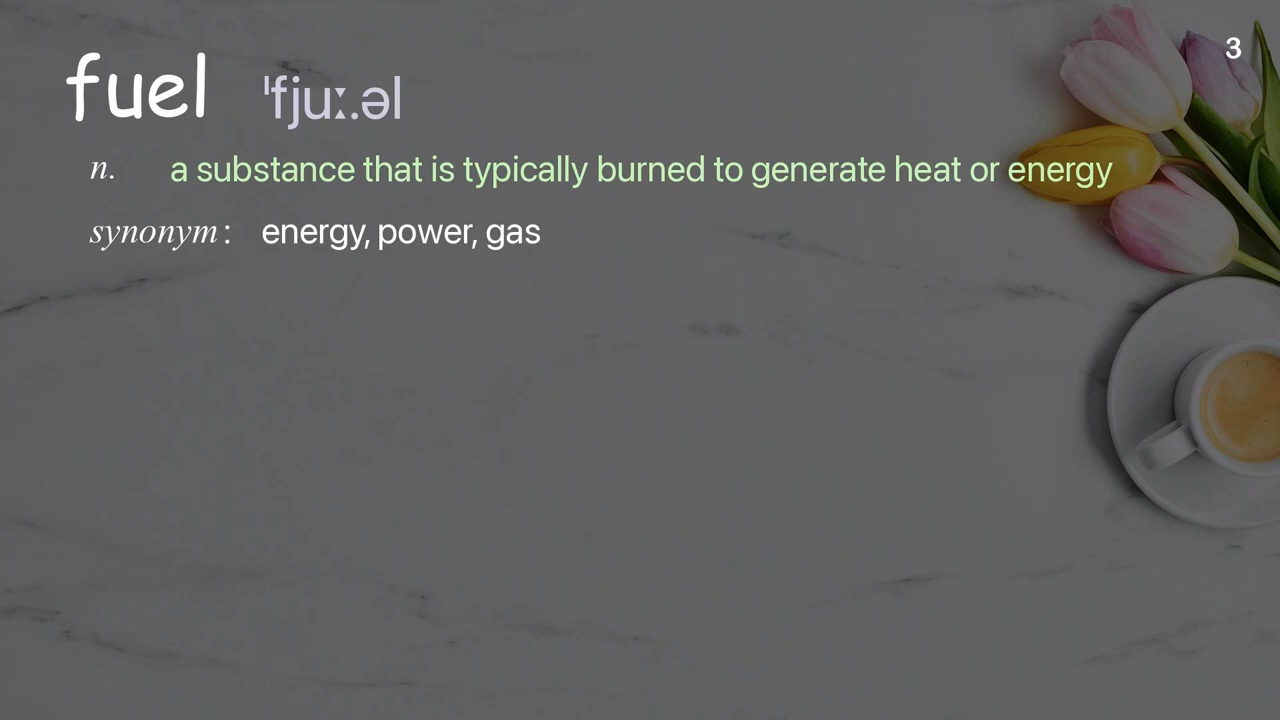 3
fuel ˈfjuː.əl
n. a substance that is typically burned to generate heat or energy
synonym : energy, power, gas